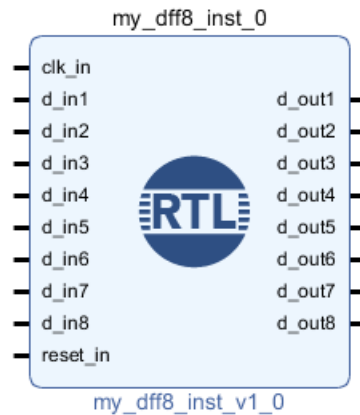 my_dff8_inst_0
clk_in
d_in1 d_out1
d_in2 d_out2
d_in3 d_out3
d_in4 d_out4
RTL
d_in5 d_out5
d_in6 d_out6
d_in7 d_out7
d_in8 d_out8
reset_in
my_dff8_inst_v1_0